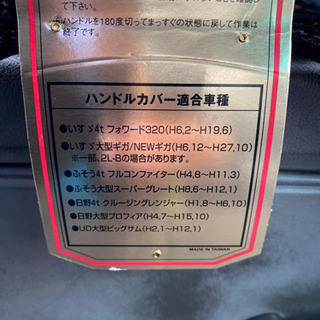 て下さい。
ハンドルを180度切ってまっすぐの状態に戻して作業は
終了です。
ハンドルカバー適合車種
●いすゞ4t フォワード320(H6,2～H19,6)
●いすゞ大型ギガ/NEWギガ(H6,12～H27,10)
※一部、2L-Bの場合があります。
●ふそう4t フルコンファイター(H4,8～H11,3)
●ふそう大型スーパーグレート(H8,6～H12,1)
●日野4t クルージングレンジャー(H1,8～H6,10)
●日野大型プロフィア(H4,7～H15,10)
●UD大型ビッグサム(H2,1～H12,1)
MADE IN TAIWAN